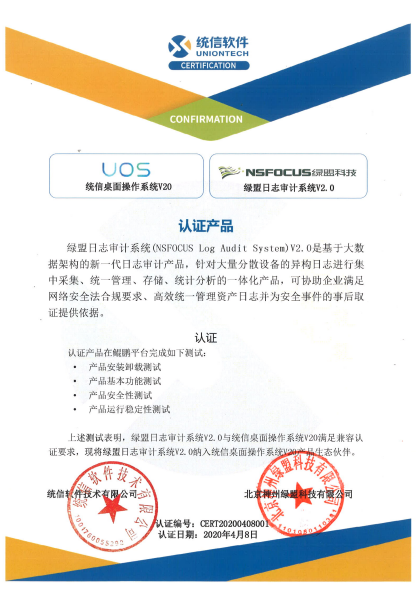 统信软件
UNIONTECH
CERTIFICATION
CONFIRMATION
UOS
统信桌面操作系统V20
NSFOCUS绿盟科技
绿盟日志审计系统V2.0
认证产品
绿盟日志审计系统(NSFOCUS Log Audit System)V2.0是基于大数
据架构的新一代日志审计产品，针对大量分散设备的异构日志进行集
中采集、统一管理、存储、统计分析的一体化产品，可协助企业满足
网络安全法合规要求、高效统一管理资产日志并为安全事件的事后取
证提供依据。
认证
认证产品在鲲鹏平台完成如下测试：
• 产品安装卸载测试
• 产品基本功能测试
• 产品安全性测试
• 产品运行稳定性测试
上述测试表明，绿盟日志审计系统V2.0与统信桌面操作系统V20满足兼容认
证要求，现将绿盟日志审计系统V2.0纳入统信桌面操作系统V20产品生态伙伴。
统信软件技术有限公司
北京神州绿盟科技有限公司
统信软件技术有限公司
北京神州绿盟科技有限公司
认证编号：CERT20200408001
认证日期：2020年4月8日